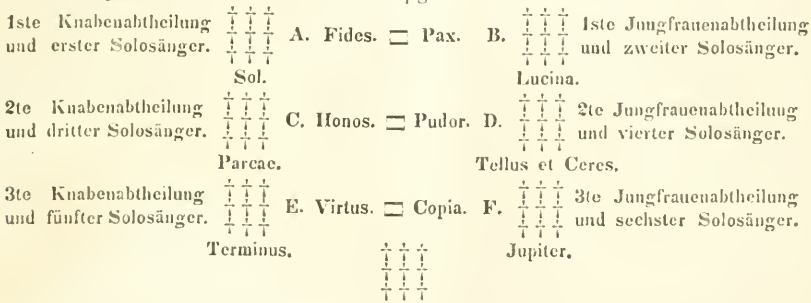 1ste Knabenabtheilung A. Fides. Pax. B. 1ste Jungfrauenabtheilung
und erster Solosänger. und zweiter Solosänger.
Sol. Lucina.
2te Knabenabtheilung C. Honos. Pudor. D. 2te Jungfrauenabtheilung
und dritter Solosänger. und vierter Solosänger.
Parcae. Tellus et Ceres.
3te Knabenabtheilung E. Virtus. Copia. F. 3te Jungfrauenabtheilung
und fünfter Solosänger. und sechster Solosänger.
Terminus. Jupiter.